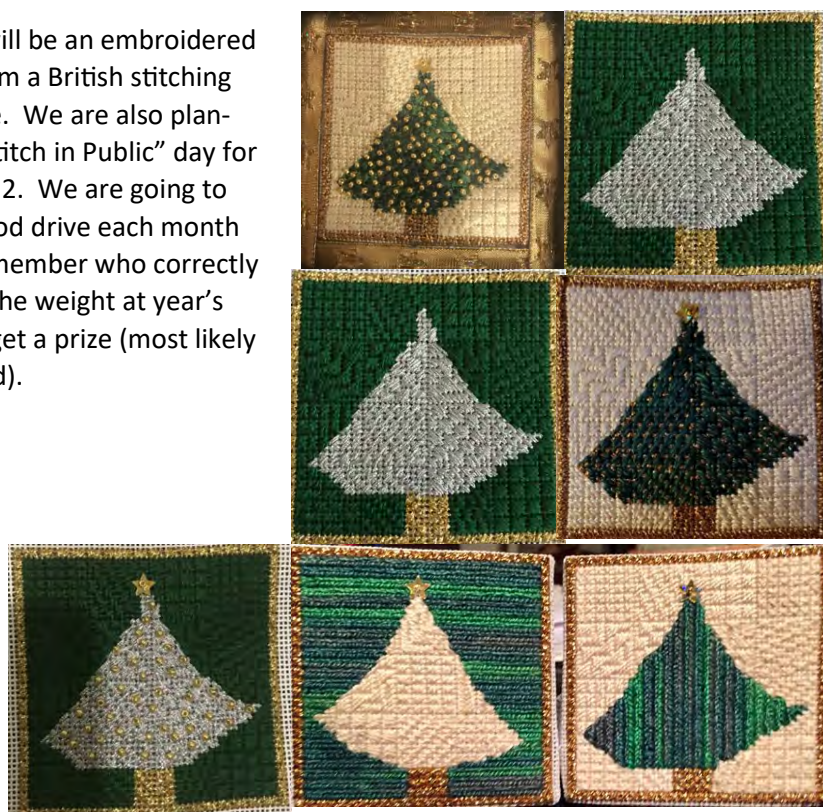 ill be an embroidered
m a British stitching
e. We are also plan-
titch in Public” day for
2. We are going to
od drive each month
member who correctly
he weight at year’s
get a prize (most likely
d).